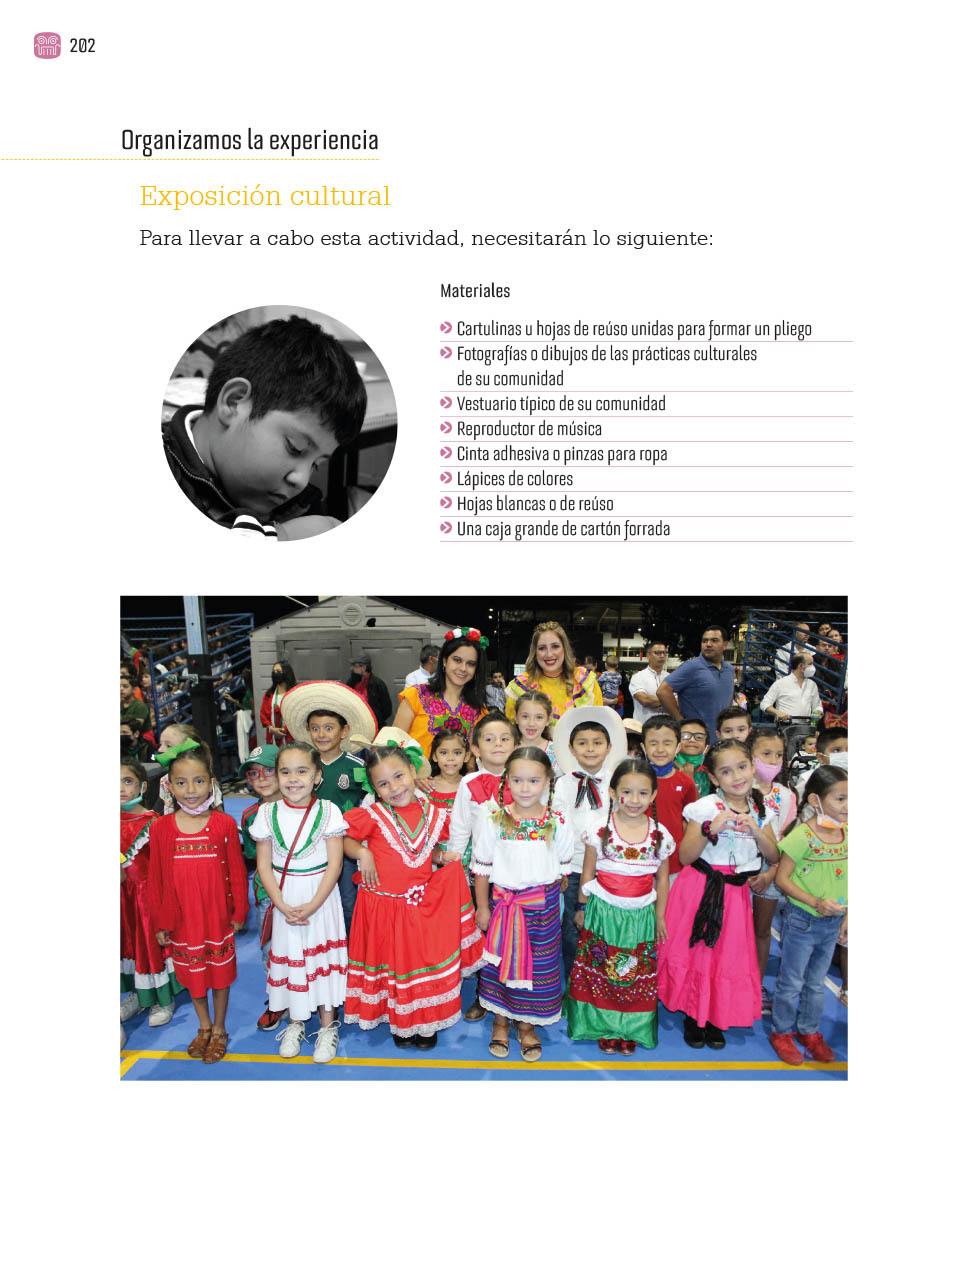 202
Organizamos la experiencia
Exposición cultural
Para llevar a cabo esta actividad, necesitarán lo siguiente:
Materiales
Cartulinas u hojas de reúso unidas para formar un pliego
Fotografías o dibujos de las prácticas culturales
de su comunidad
Vestuario típico de su comunidad
Reproductor de música
Cinta adhesiva o pinzas para ropa
Lápices de colores
Hojas blancas o de reúso
Una caja grande de cartón forrada